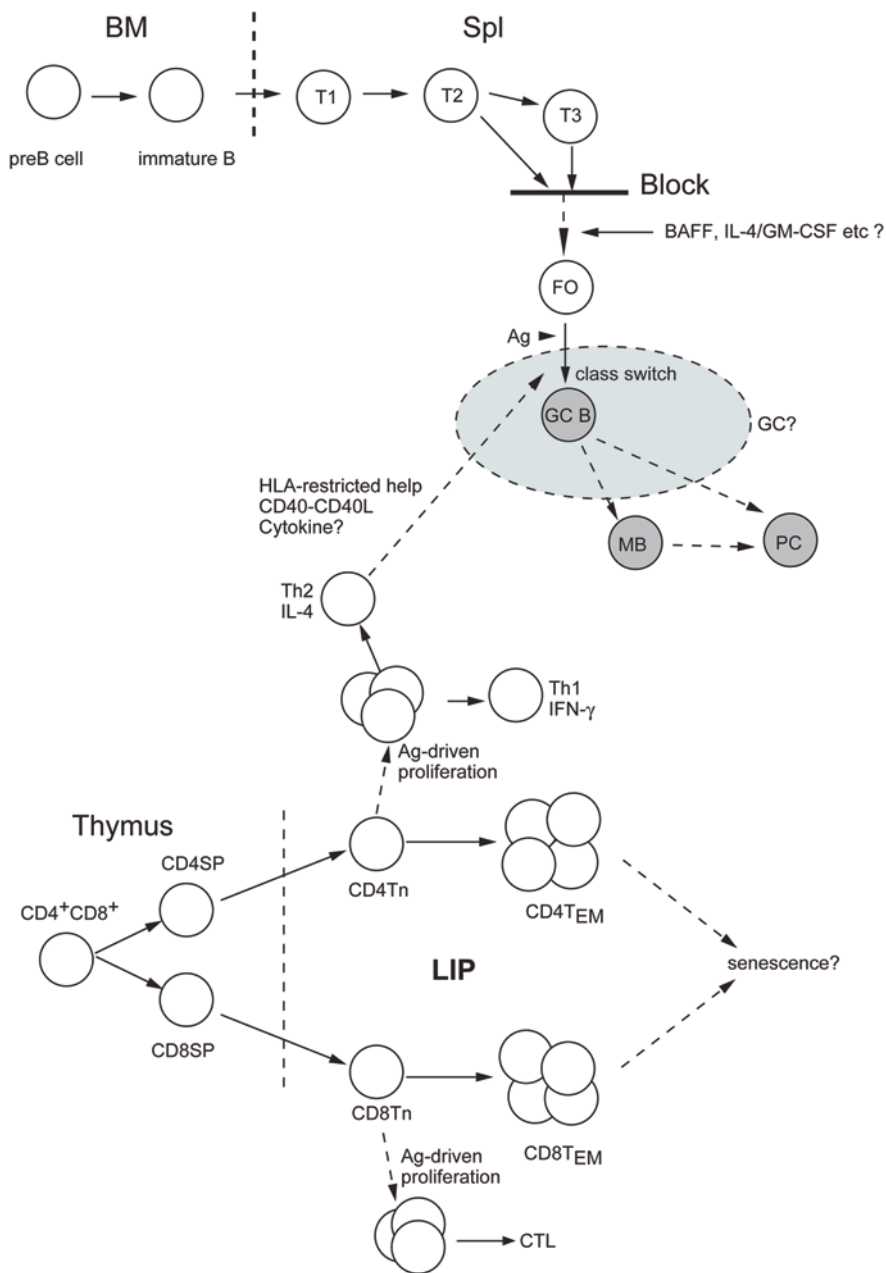 BM
Spl
T1
T2
T3
preB cell
immature B
Block
BAFF, IL-4/GM-CSF etc ?
FO
Ag
class switch
GC B
GC?
HLA-restricted help
CD40-CD40L
Cytokine?
MB
PC
Th2
IL-4
Th1
IFN-γ
Ag-driven
proliferation
Thymus
CD4SP
CD4Tn
CD4+CD8+
CD4TEM
LIP
senescence?
CD8SP
CD8Tn
CD8TEM
Ag-driven
proliferation
CTL